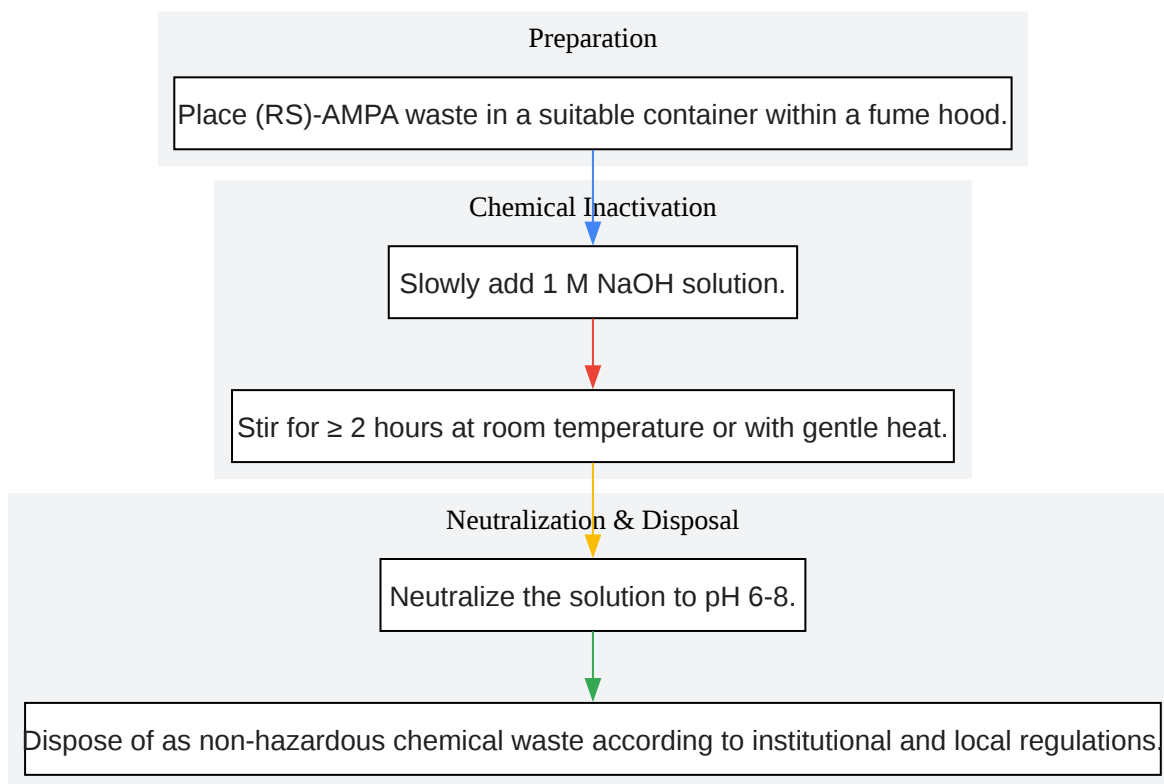 Preparation
Place (RS)-AMPA waste in a suitable container within a fume hood.
Chemical Inactivation
Slowly add 1 M NaOH solution.
Stir for ≥ 2 hours at room temperature or with gentle heat.
Neutralization & Disposal
Neutralize the solution to pH 6-8.
Dispose of as non-hazardous chemical waste according to institutional and local regulations.